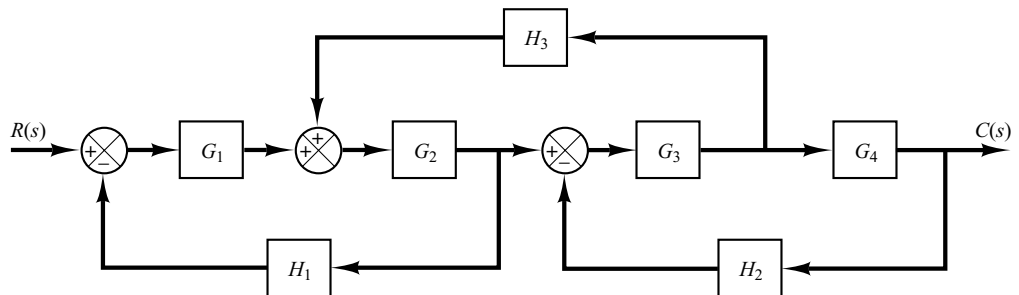 H₃
R(s)
C(s)
+
+
+
+
−
G₁
G₂
+
−
G₃
G₄
H₁
H₂